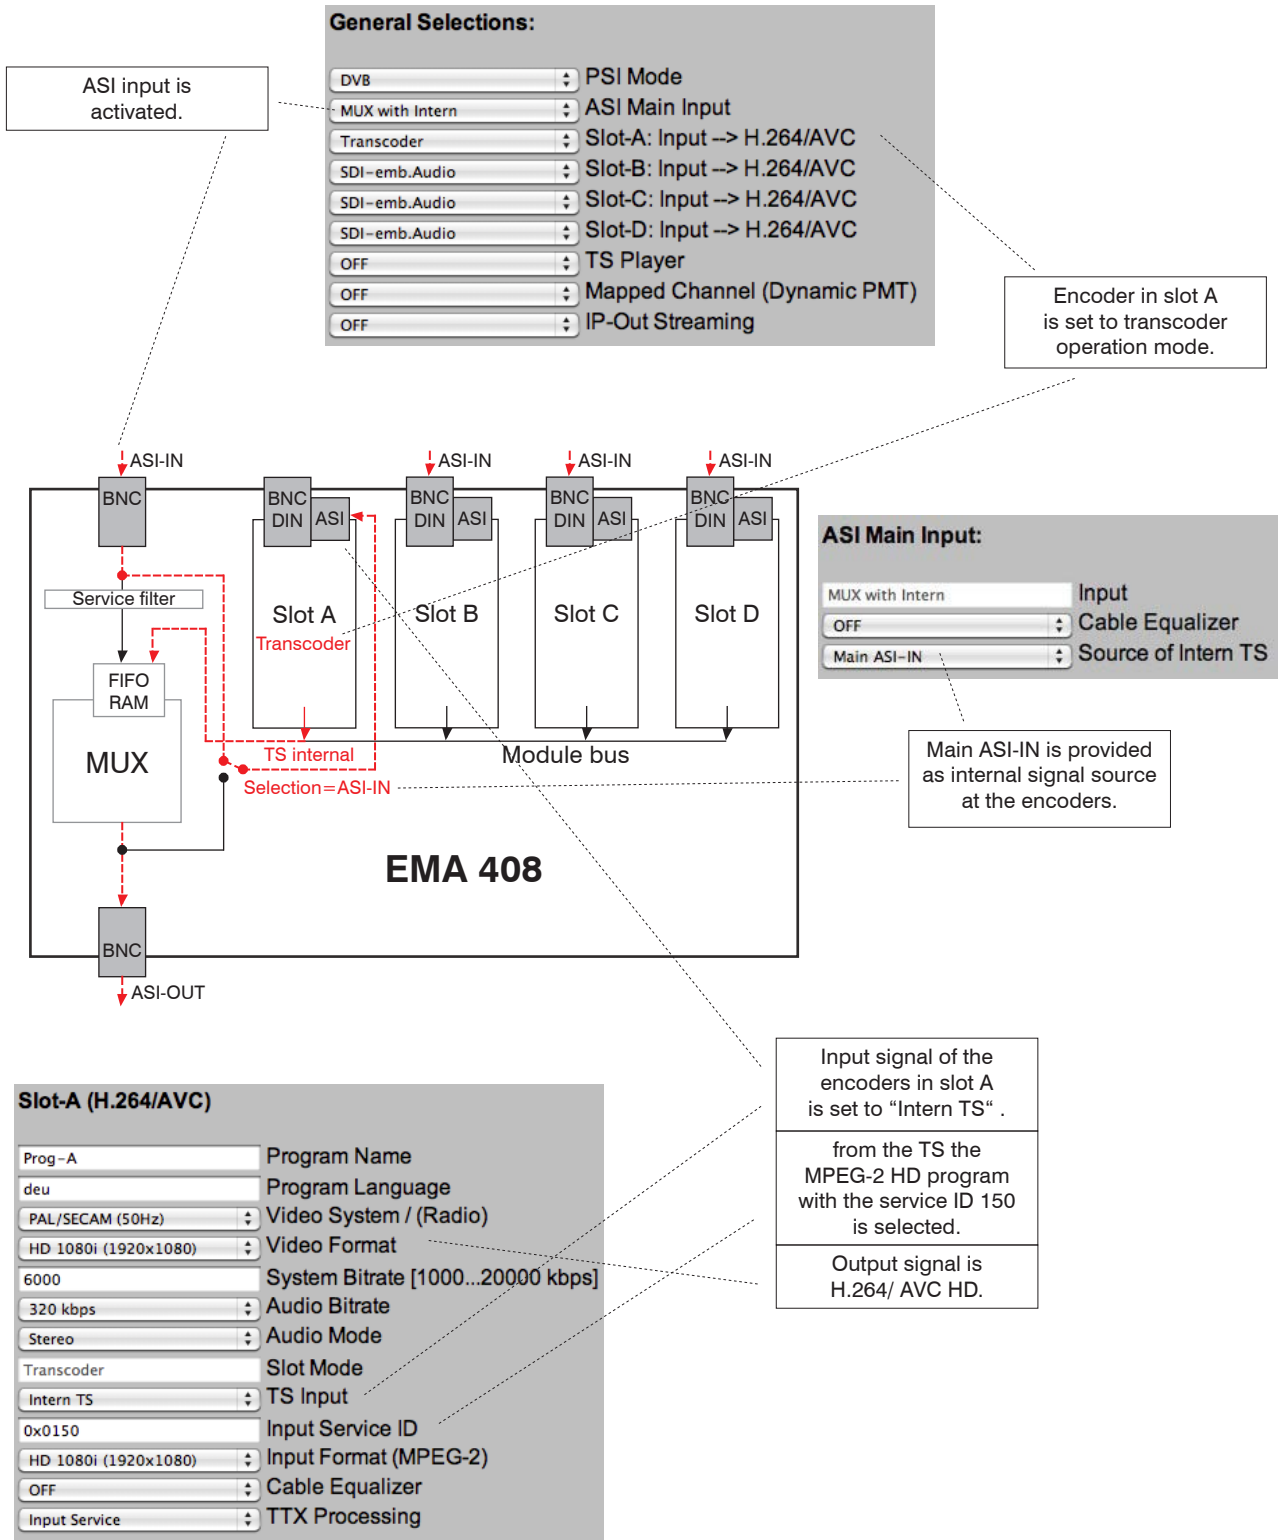 General Selections:
DVB PSI Mode
MUX with Intern ASI Main Input
Transcoder Slot-A: Input --> H.264/AVC
SDI-emb.Audio Slot-B: Input --> H.264/AVC
SDI-emb.Audio Slot-C: Input --> H.264/AVC
SDI-emb.Audio Slot-D: Input --> H.264/AVC
OFF TS Player
OFF Mapped Channel (Dynamic PMT)
OFF IP-Out Streaming
ASI input is
activated.
Encoder in slot A
is set to transcoder
operation mode.
ASI-IN ASI-IN ASI-IN ASI-IN
BNC
BNC
DIN ASI
BNC
DIN ASI
BNC
DIN ASI
BNC
DIN ASI
Service filter
Slot A
Transcoder
Slot B
Slot C
Slot D
FIFO
RAM
MUX
TS internal
Module bus
Selection=ASI-IN
EMA 408
BNC
ASI-OUT
ASI Main Input:
MUX with Intern Input
OFF Cable Equalizer
Main ASI-IN Source of Intern TS
Main ASI-IN is provided
as internal signal source
at the encoders.
Input signal of the
encoders in slot A
is set to “Intern TS“ .
from the TS the
MPEG-2 HD program
with the service ID 150
is selected.
Output signal is
H.264/ AVC HD.
Slot-A (H.264/AVC)
Prog-A Program Name
deu Program Language
PAL/SECAM (50Hz) Video System / (Radio)
HD 1080i (1920x1080) Video Format
6000 System Bitrate [1000...20000 kbps]
320 kbps Audio Bitrate
Stereo Audio Mode
Transcoder Slot Mode
Intern TS TS Input
0x0150 Input Service ID
HD 1080i (1920x1080) Input Format (MPEG-2)
OFF Cable Equalizer
Input Service TTX Processing